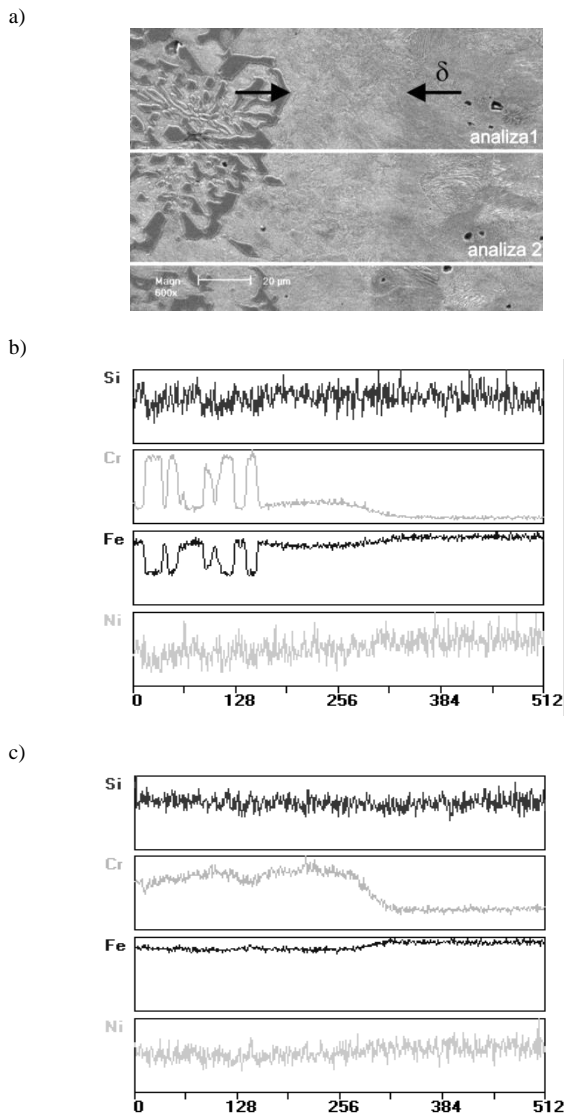 a)
δ
analiza1
analiza 2
Magn
600x
20 µm
b)
Si
Cr
Fe
Ni
0 128 256 384 512
c)
Si
Cr
Fe
Ni
0 128 256 384 512